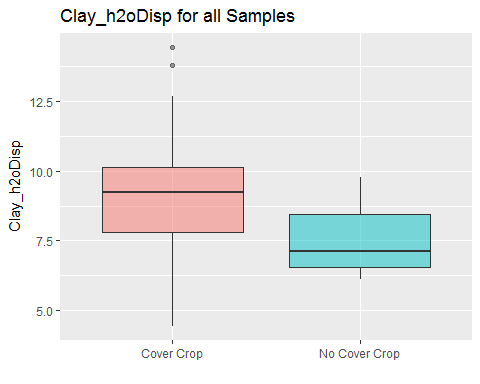 Clay_h2oDisp for all Samples
Clay_h2oDisp
12.5
10.0
7.5
5.0
Cover Crop
No Cover Crop